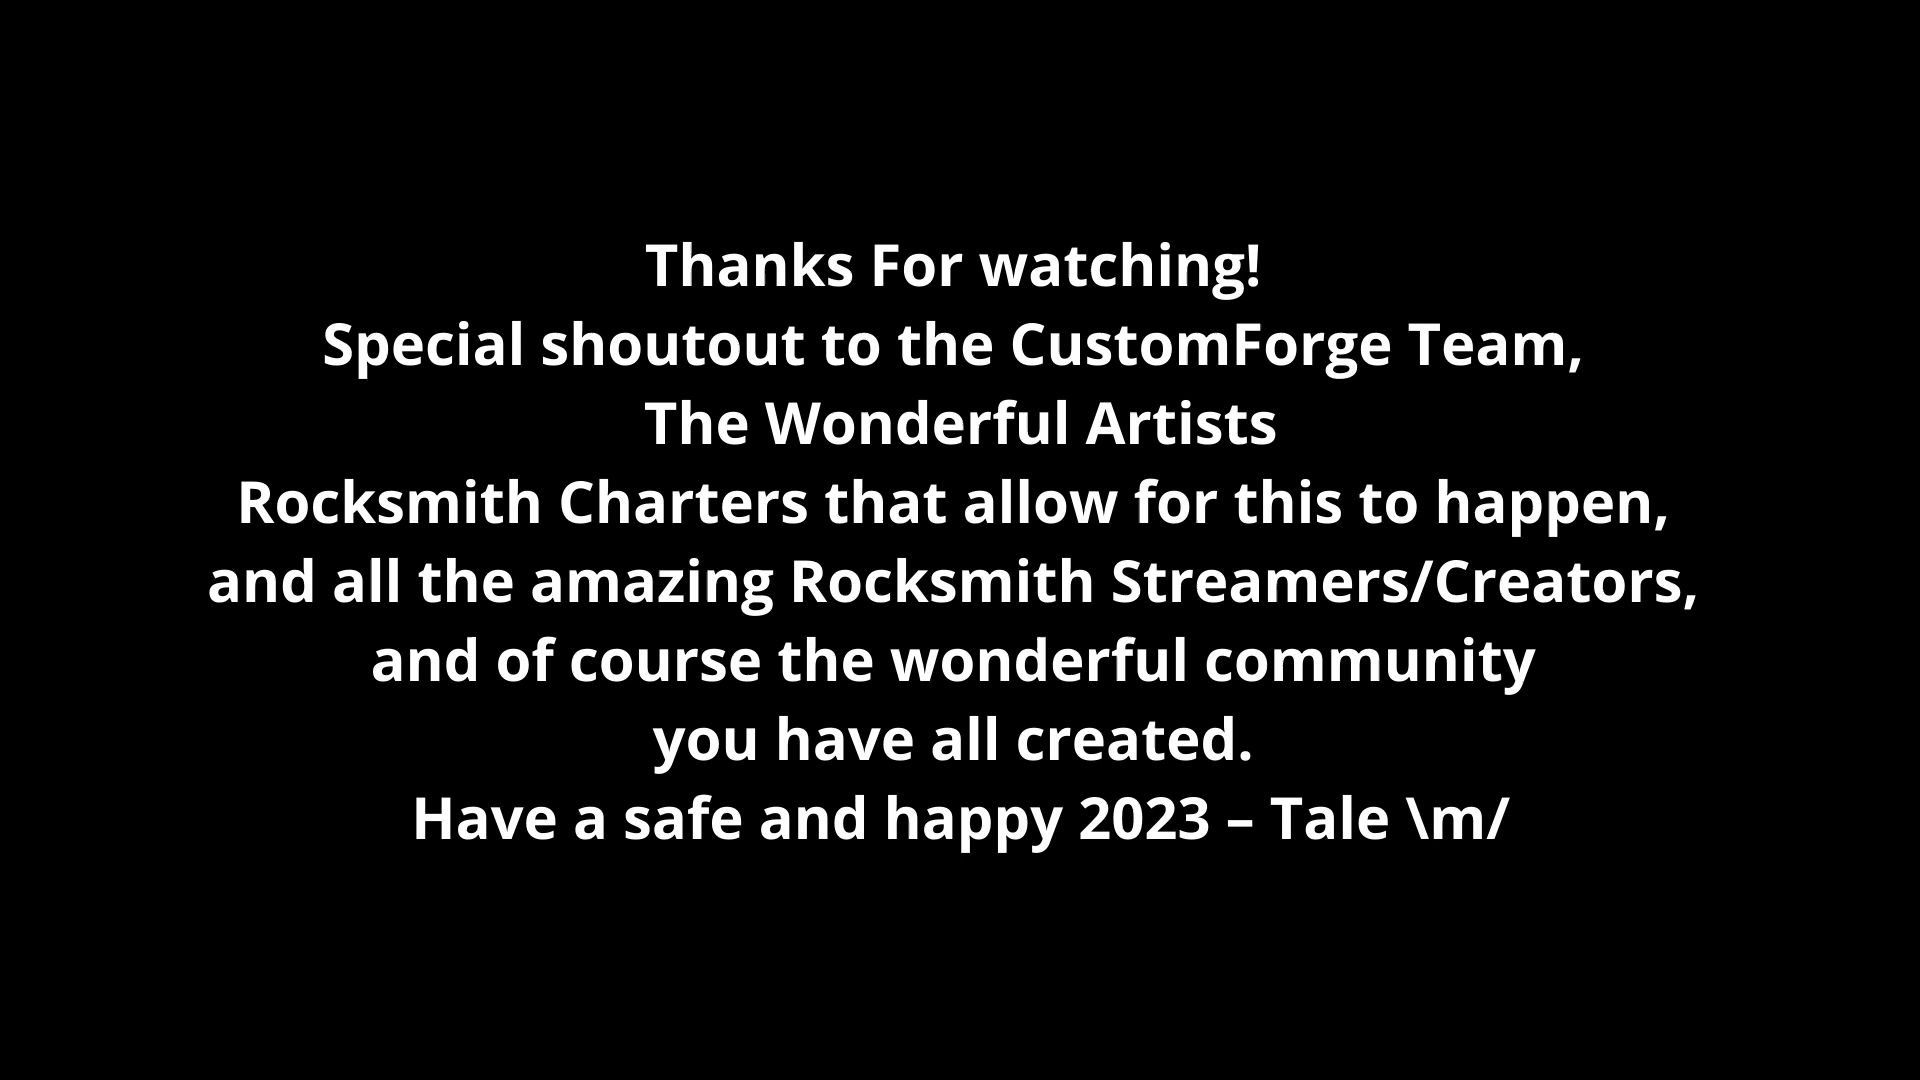 Thanks For watching!
Special shoutout to the CustomForge Team,
The Wonderful Artists
Rocksmith Charters that allow for this to happen,
and all the amazing Rocksmith Streamers/Creators,
and of course the wonderful community
you have all created.
Have a safe and happy 2023 – Tale \m/